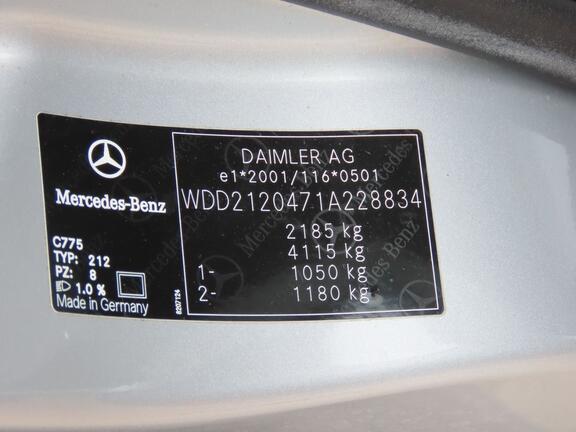 Mercedes-Benz
C775
TYP: 212
PZ: 8
1.0 %
Made in Germany
8207124
DAIMLER AG
e1*2001/116*0501
WDD2120471A228834
2185 kg
4115 kg
1- 1050 kg
2- 1180 kg